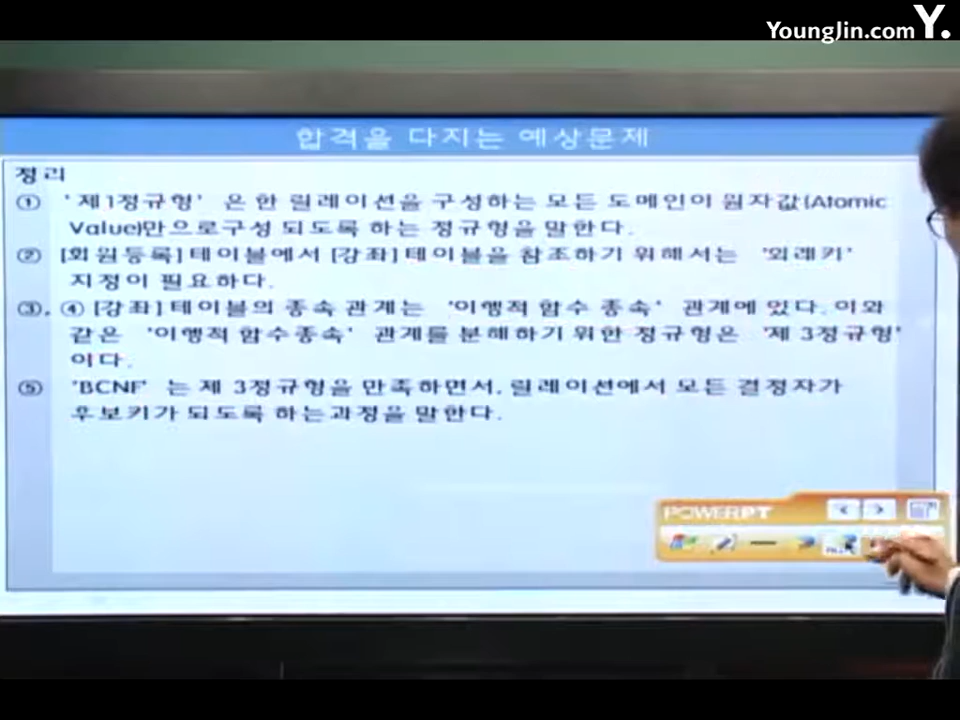 YoungJin.com Y.
합격을 다지는 예상문제
정리
① '제1정규형' 은 한 릴레이션을 구성하는 모든 도메인이 원자값(Atomic
Value)만으로구성 되도록 하는 정규형을 말한다.
② [회원등록] 테이블에서 [강좌] 테이블을 참조하기 위해서는 '외래키'
지정이 필요하다.
③, ④ [강좌] 테이블의 종속 관계는 '이행적 함수 종속' 관계에 있다. 이와
같은 '이행적 함수종속' 관계를 분해하기 위한 정규형은 '제 3정규형'
이다.
⑤ 'BCNF' 는 제 3정규형을 만족하면서, 릴레이션에서 모든 결정자가
후보키가 되도록 하는과정을 말한다.
POWERPT